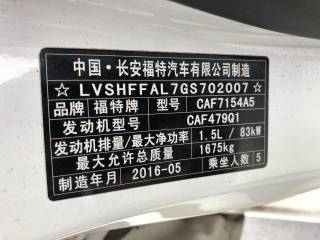 中国·长安福特汽车有限公司制造
☆ LVSHFFAL7GS702007 ☆
品牌 福特牌 型号 CAF7154A5
发动机型号 CAF479Q1
发动机排量/最大净功率 1.5L / 83kW
最大允许总质量 1675kg
制造年月 2016-05 乘坐人数 5